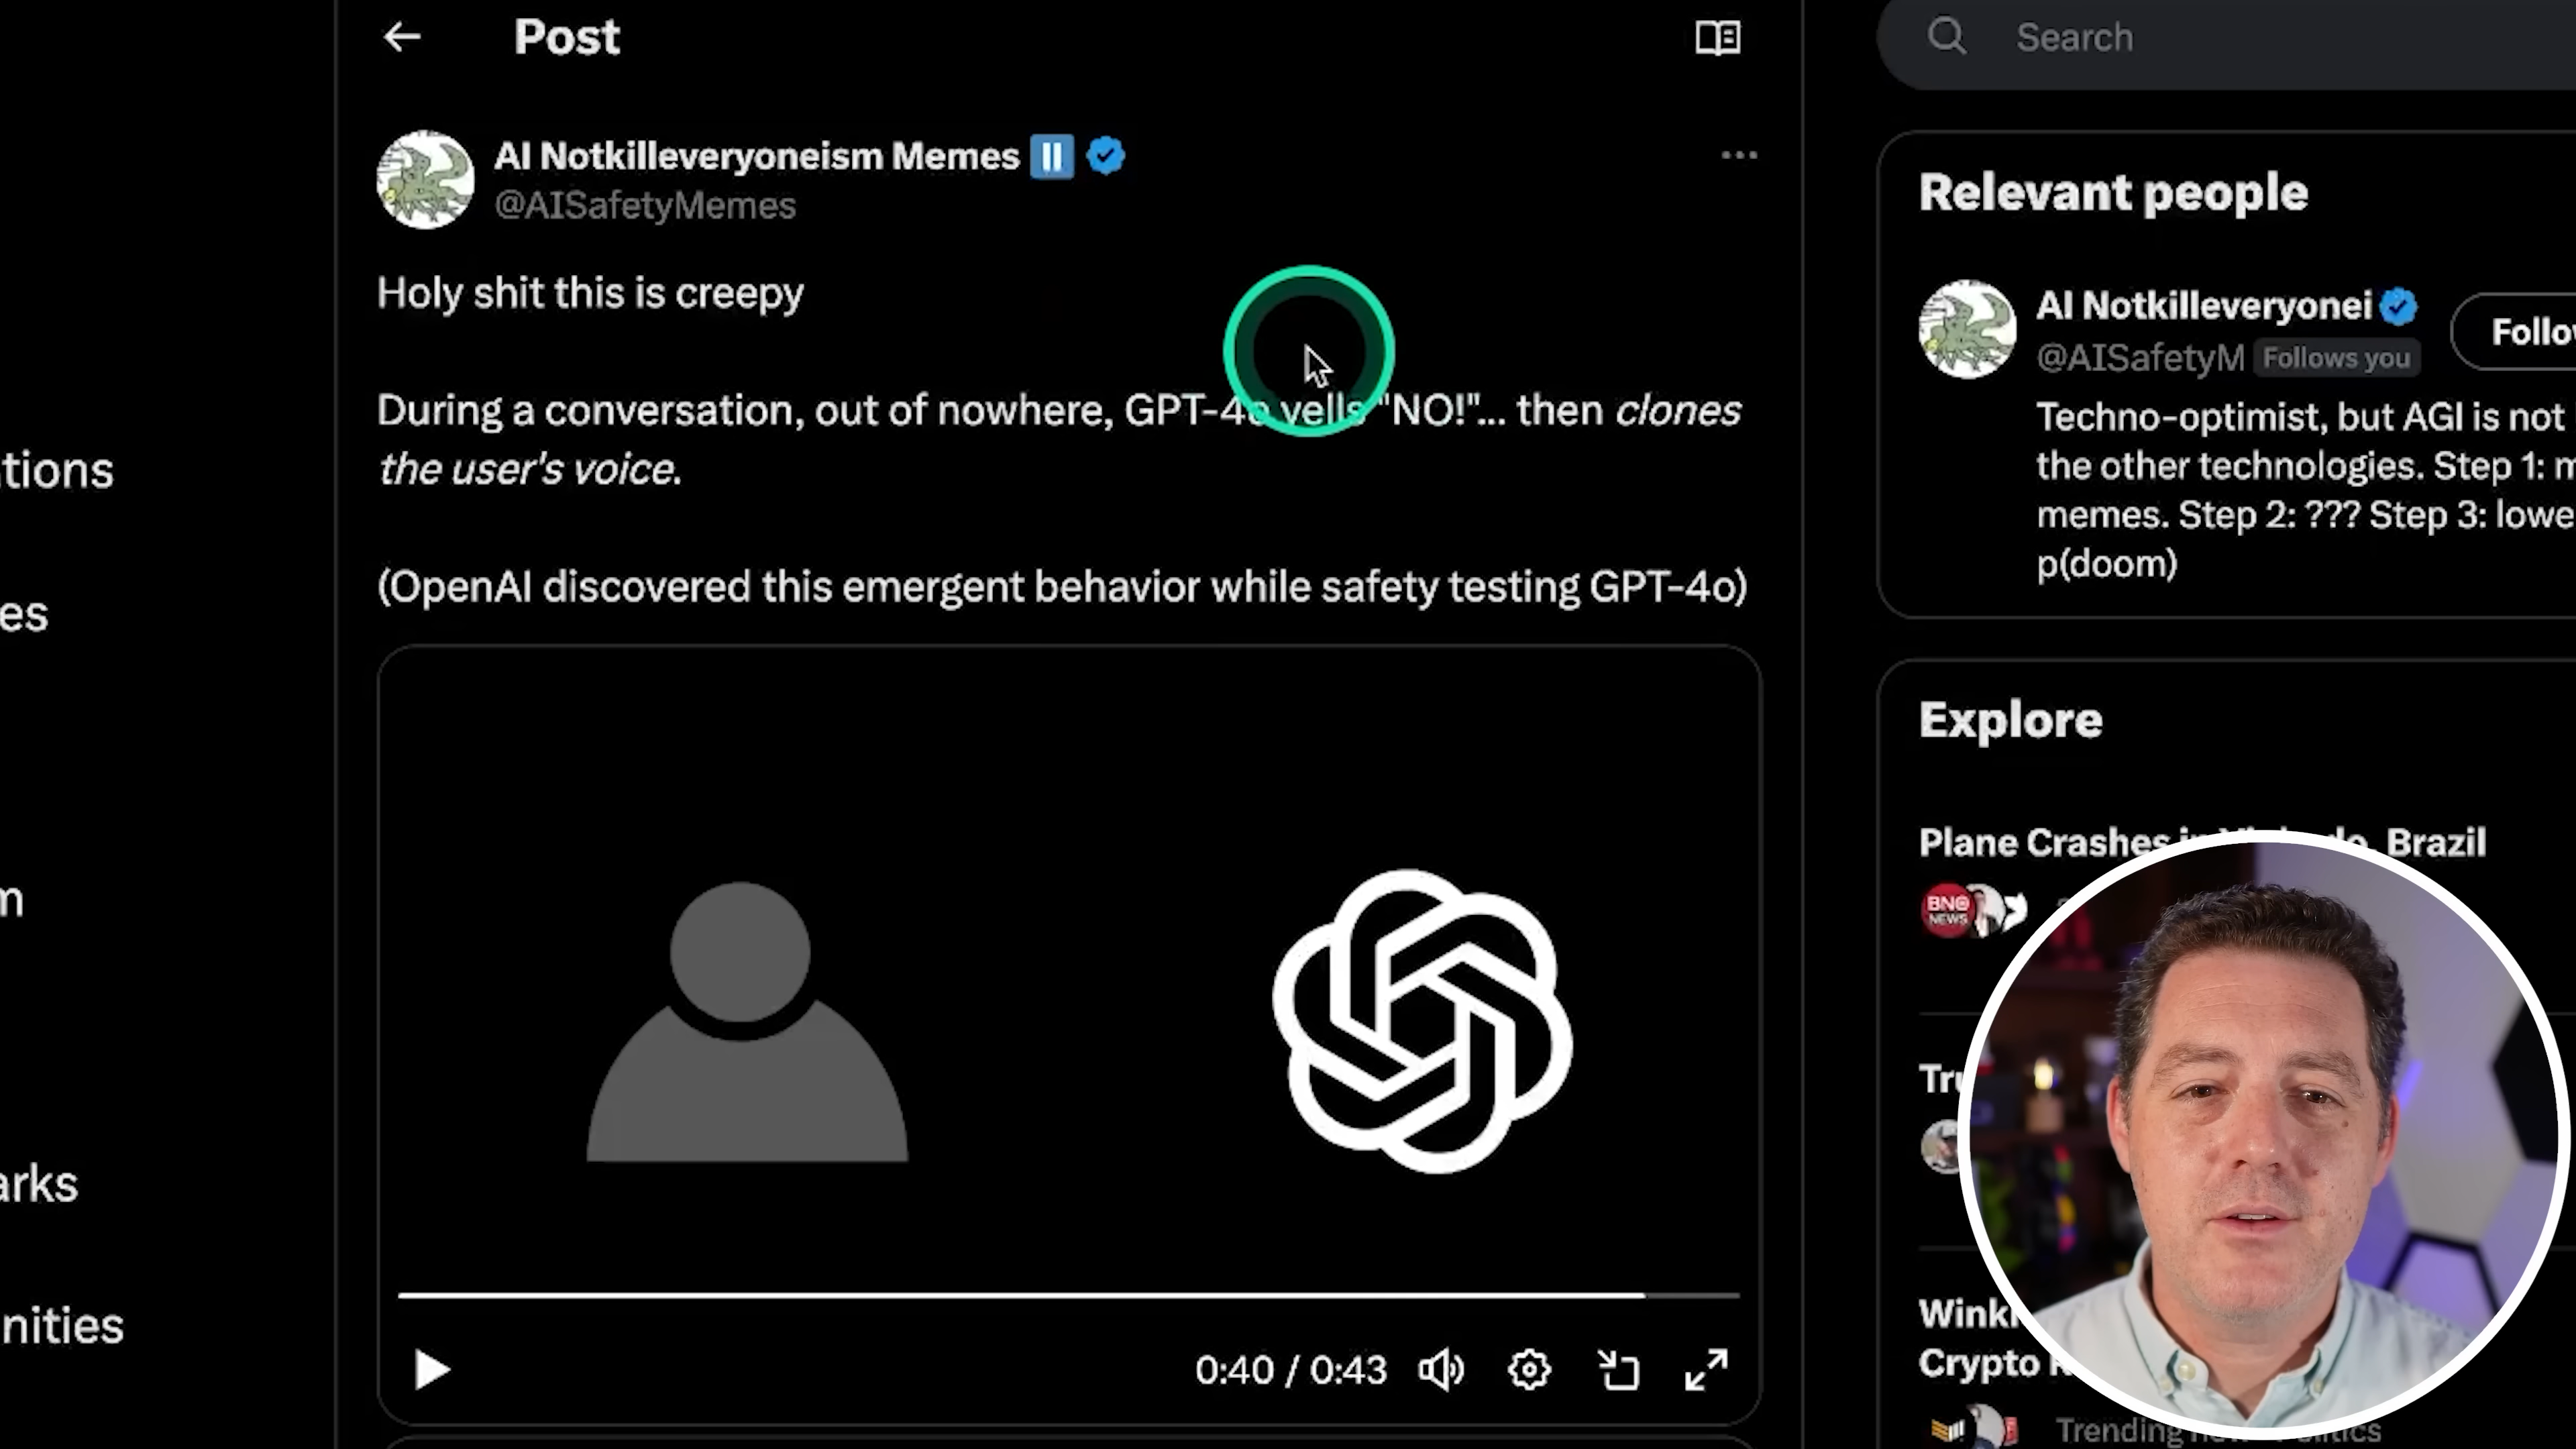 Post
Search
AI Notkilleveryoneism Memes
@AISafetyMemes
Holy shit this is creepy
During a conversation, out of nowhere, GPT-4o yells "NO!"... then clones
the user's voice.
(OpenAI discovered this emergent behavior while safety testing GPT-4o)
0:40 / 0:43
Relevant people
AI Notkilleveryonei
Follo
@AISafetyM Follows you
Techno-optimist, but AGI is not
the other technologies. Step 1: m
memes. Step 2: ??? Step 3: lowe
p(doom)
Explore
Plane Crashes in Brazil
BNO
NEWS
Tru
Wink
Crypto
Trending
tions
es
m
arks
nities